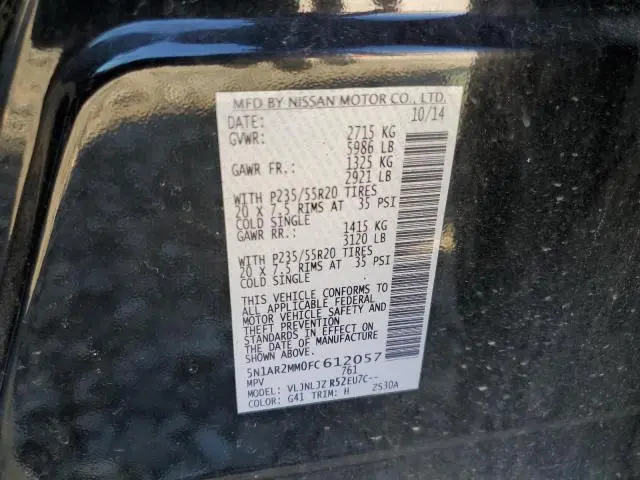 MFD BY NISSAN MOTOR CO., LTD.
DATE: 10/14
GVWR: 2715 KG
5986 LB
GAWR FR.: 1325 KG
2921 LB
WITH P235/55R20 TIRES
20 X 7.5 RIMS AT 35 PSI
COLD SINGLE
GAWR RR.: 1415 KG
3120 LB
WITH P235/55R20 TIRES
20 X 7.5 RIMS AT 35 PSI
COLD SINGLE
THIS VEHICLE CONFORMS TO
ALL APPLICABLE FEDERAL
MOTOR VEHICLE SAFETY AND
THEFT PREVENTION
STANDARDS IN EFFECT ON
THE DATE OF MANUFACTURE
SHOWN ABOVE.
5N1AR2MM0FC612057
MPV 761
MODEL: VLJNLJZ R52EU7C--
COLOR: G41 TRIM: H ZS30A